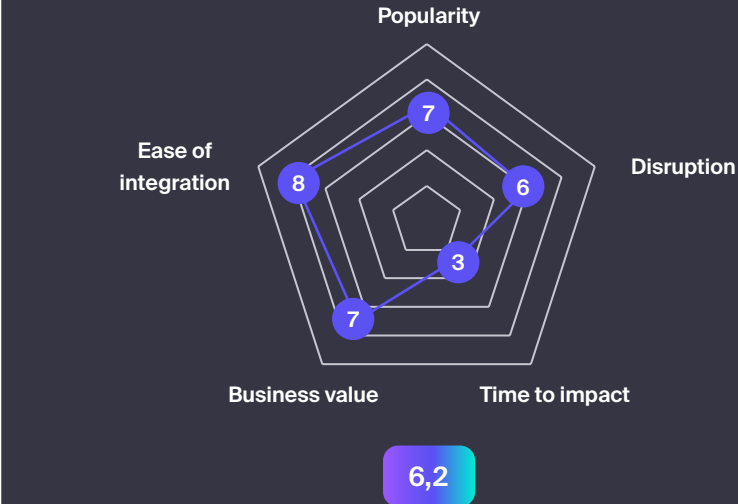 Popularity
7
Ease of
integration
Disruption
8
6
3
7
Business value
Time to impact
6,2